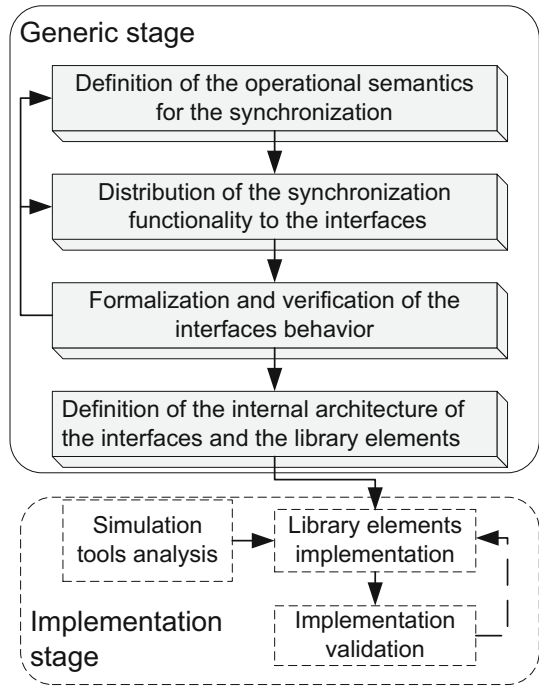 Generic stage
Definition of the operational semantics
for the synchronization
Distribution of the synchronization
functionality to the interfaces
Formalization and verification of the
interfaces behavior
Definition of the internal architecture of
the interfaces and the library elements
Simulation
tools analysis
Library elements
implementation
Implementation
validation
Implementation
stage